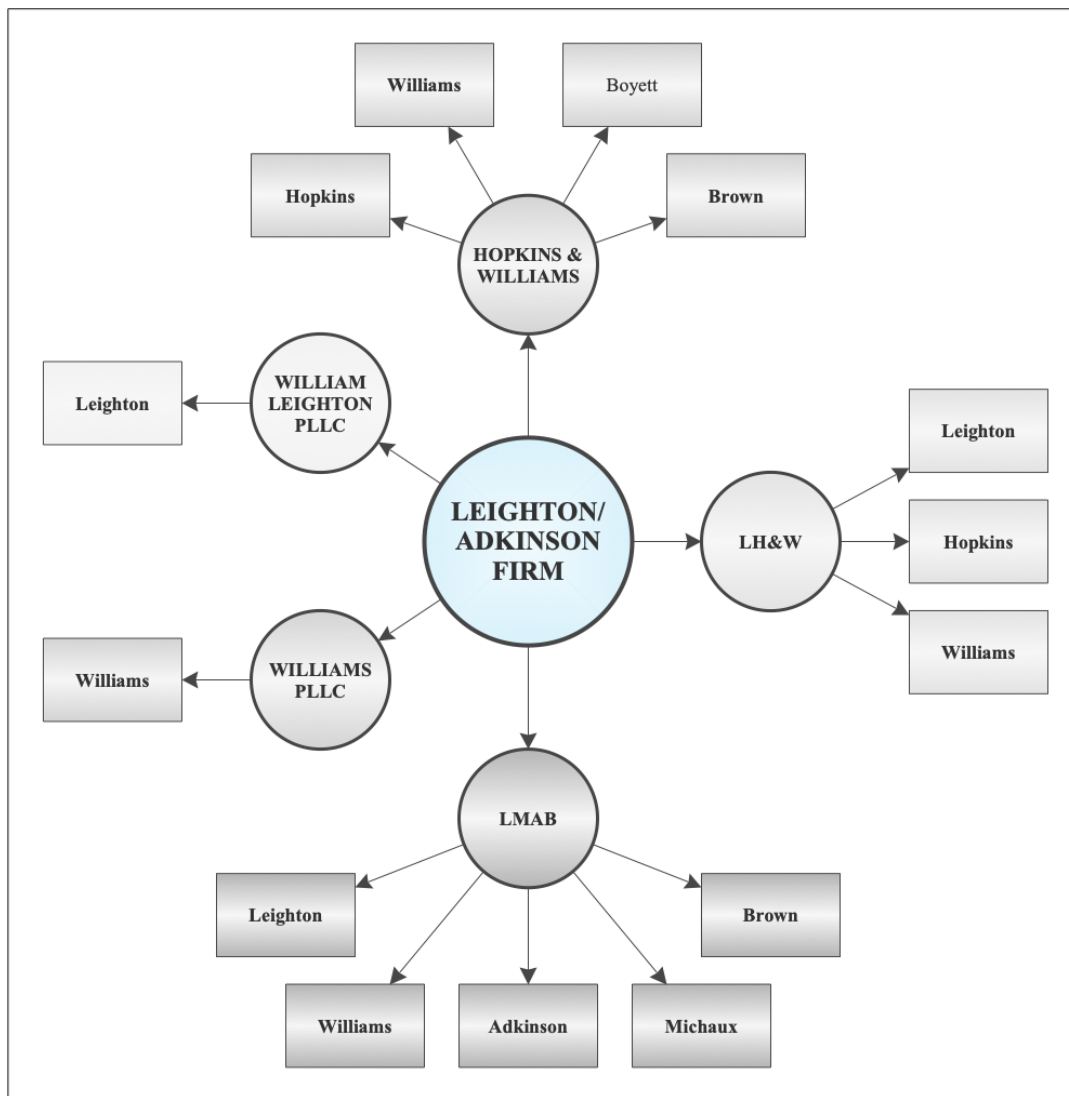 Williams
Boyett
Hopkins
Brown
HOPKINS &
WILLIAMS
WILLIAM
LEIGHTON
PLLC
Leighton
Leighton
LEIGHTON/
ADKINSON
FIRM
LH&W
Hopkins
Williams
WILLIAMS
PLLC
Williams
LMAB
Leighton
Brown
Williams
Adkinson
Michaux